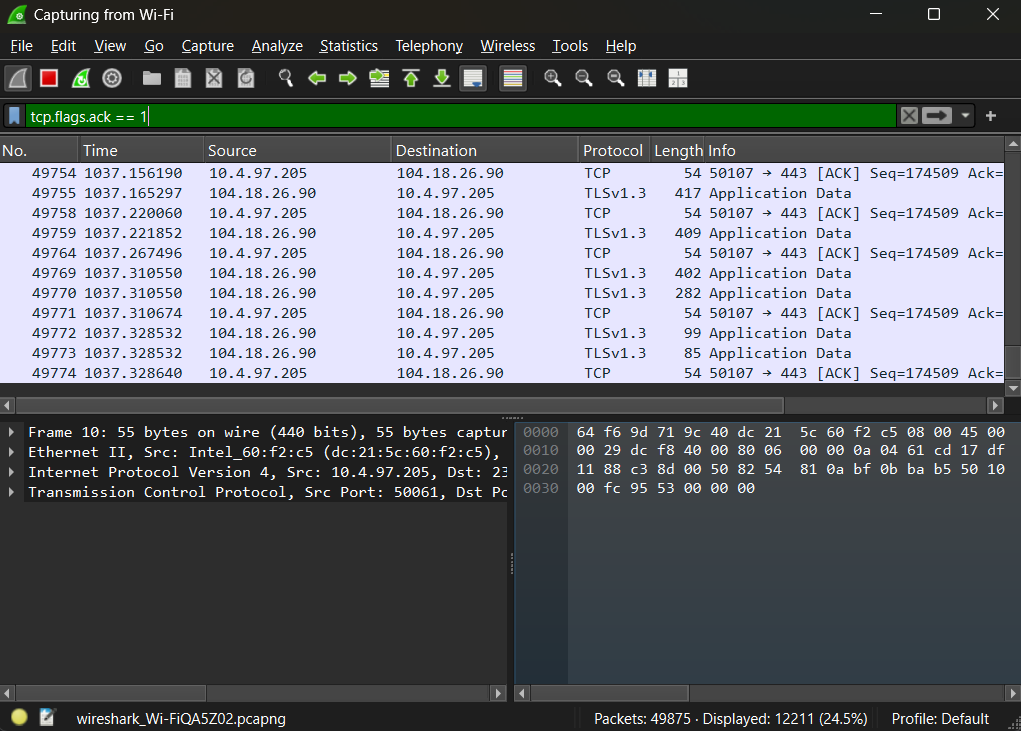 Capturing from Wi-Fi
File Edit View Go Capture Analyze Statistics Telephony Wireless Tools Help
tcp.flags.ack == 1
No. Time Source Destination Protocol Length Info
49754 1037.156190 10.4.97.205 104.18.26.90 TCP 54 50107 → 443 [ACK] Seq=174509 Ack=
49755 1037.165297 104.18.26.90 10.4.97.205 TLSv1.3 417 Application Data
49758 1037.220060 10.4.97.205 104.18.26.90 TCP 54 50107 → 443 [ACK] Seq=174509 Ack=
49759 1037.221852 104.18.26.90 10.4.97.205 TLSv1.3 409 Application Data
49764 1037.267496 10.4.97.205 104.18.26.90 TCP 54 50107 → 443 [ACK] Seq=174509 Ack=
49769 1037.310550 104.18.26.90 10.4.97.205 TLSv1.3 402 Application Data
49770 1037.310550 104.18.26.90 10.4.97.205 TLSv1.3 282 Application Data
49771 1037.310674 10.4.97.205 104.18.26.90 TCP 54 50107 → 443 [ACK] Seq=174509 Ack=
49772 1037.328532 104.18.26.90 10.4.97.205 TLSv1.3 99 Application Data
49773 1037.328532 104.18.26.90 10.4.97.205 TLSv1.3 85 Application Data
49774 1037.328640 10.4.97.205 104.18.26.90 TCP 54 50107 → 443 [ACK] Seq=174509 Ack=
Frame 10: 55 bytes on wire (440 bits), 55 bytes captur
Ethernet II, Src: Intel_60:f2:c5 (dc:21:5c:60:f2:c5),
Internet Protocol Version 4, Src: 10.4.97.205, Dst: 23
Transmission Control Protocol, Src Port: 50061, Dst Po
0000 64 f6 9d 71 9c 40 dc 21 5c 60 f2 c5 08 00 45 00
0010 00 29 dc f8 40 00 80 06 00 00 0a 04 61 cd 17 df
0020 11 88 c3 8d 00 50 82 54 81 0a bf 0b ba b5 50 10
0030 00 fc 95 53 00 00 00
wireshark_Wi-FiQA5Z02.pcapng
Packets: 49875 · Displayed: 12211 (24.5%)
Profile: Default